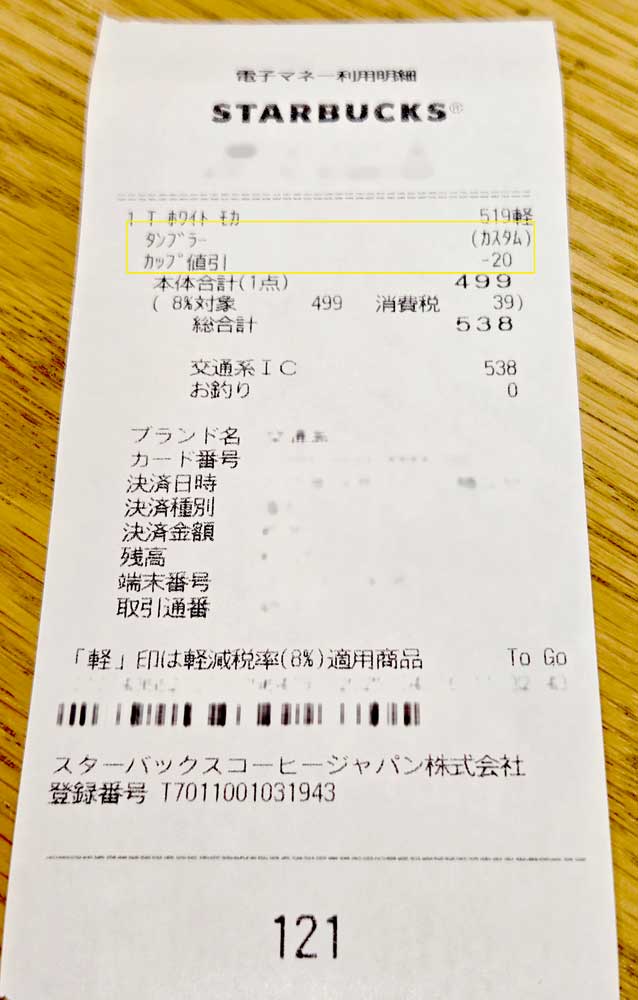 電子マネー利用明細
STARBUCKS®
1 T ホワイト モカ 519軽
タンブラー (カスタム)
カップ値引 -20
本体合計(1点) 499
( 8%対象 499 消費税 39)
総合計 538
交通系IC 538
お釣り 0
ブランド名 交通系
カード番号
決済日時
決済種別
決済金額
残高
端末番号
取引通番
「軽」印は軽減税率(8%)適用商品 To Go
スターバックスコーヒージャパン株式会社
登録番号 T7011001031943
121